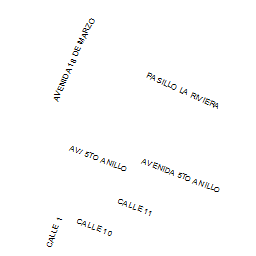 AVENIDA 18 DE MARZO
PASILLO LA RIVIERA
AV/ 5TO ANILLO
AVENIDA 5TO ANILLO
CALLE 11
CALLE 1
CALLE 10